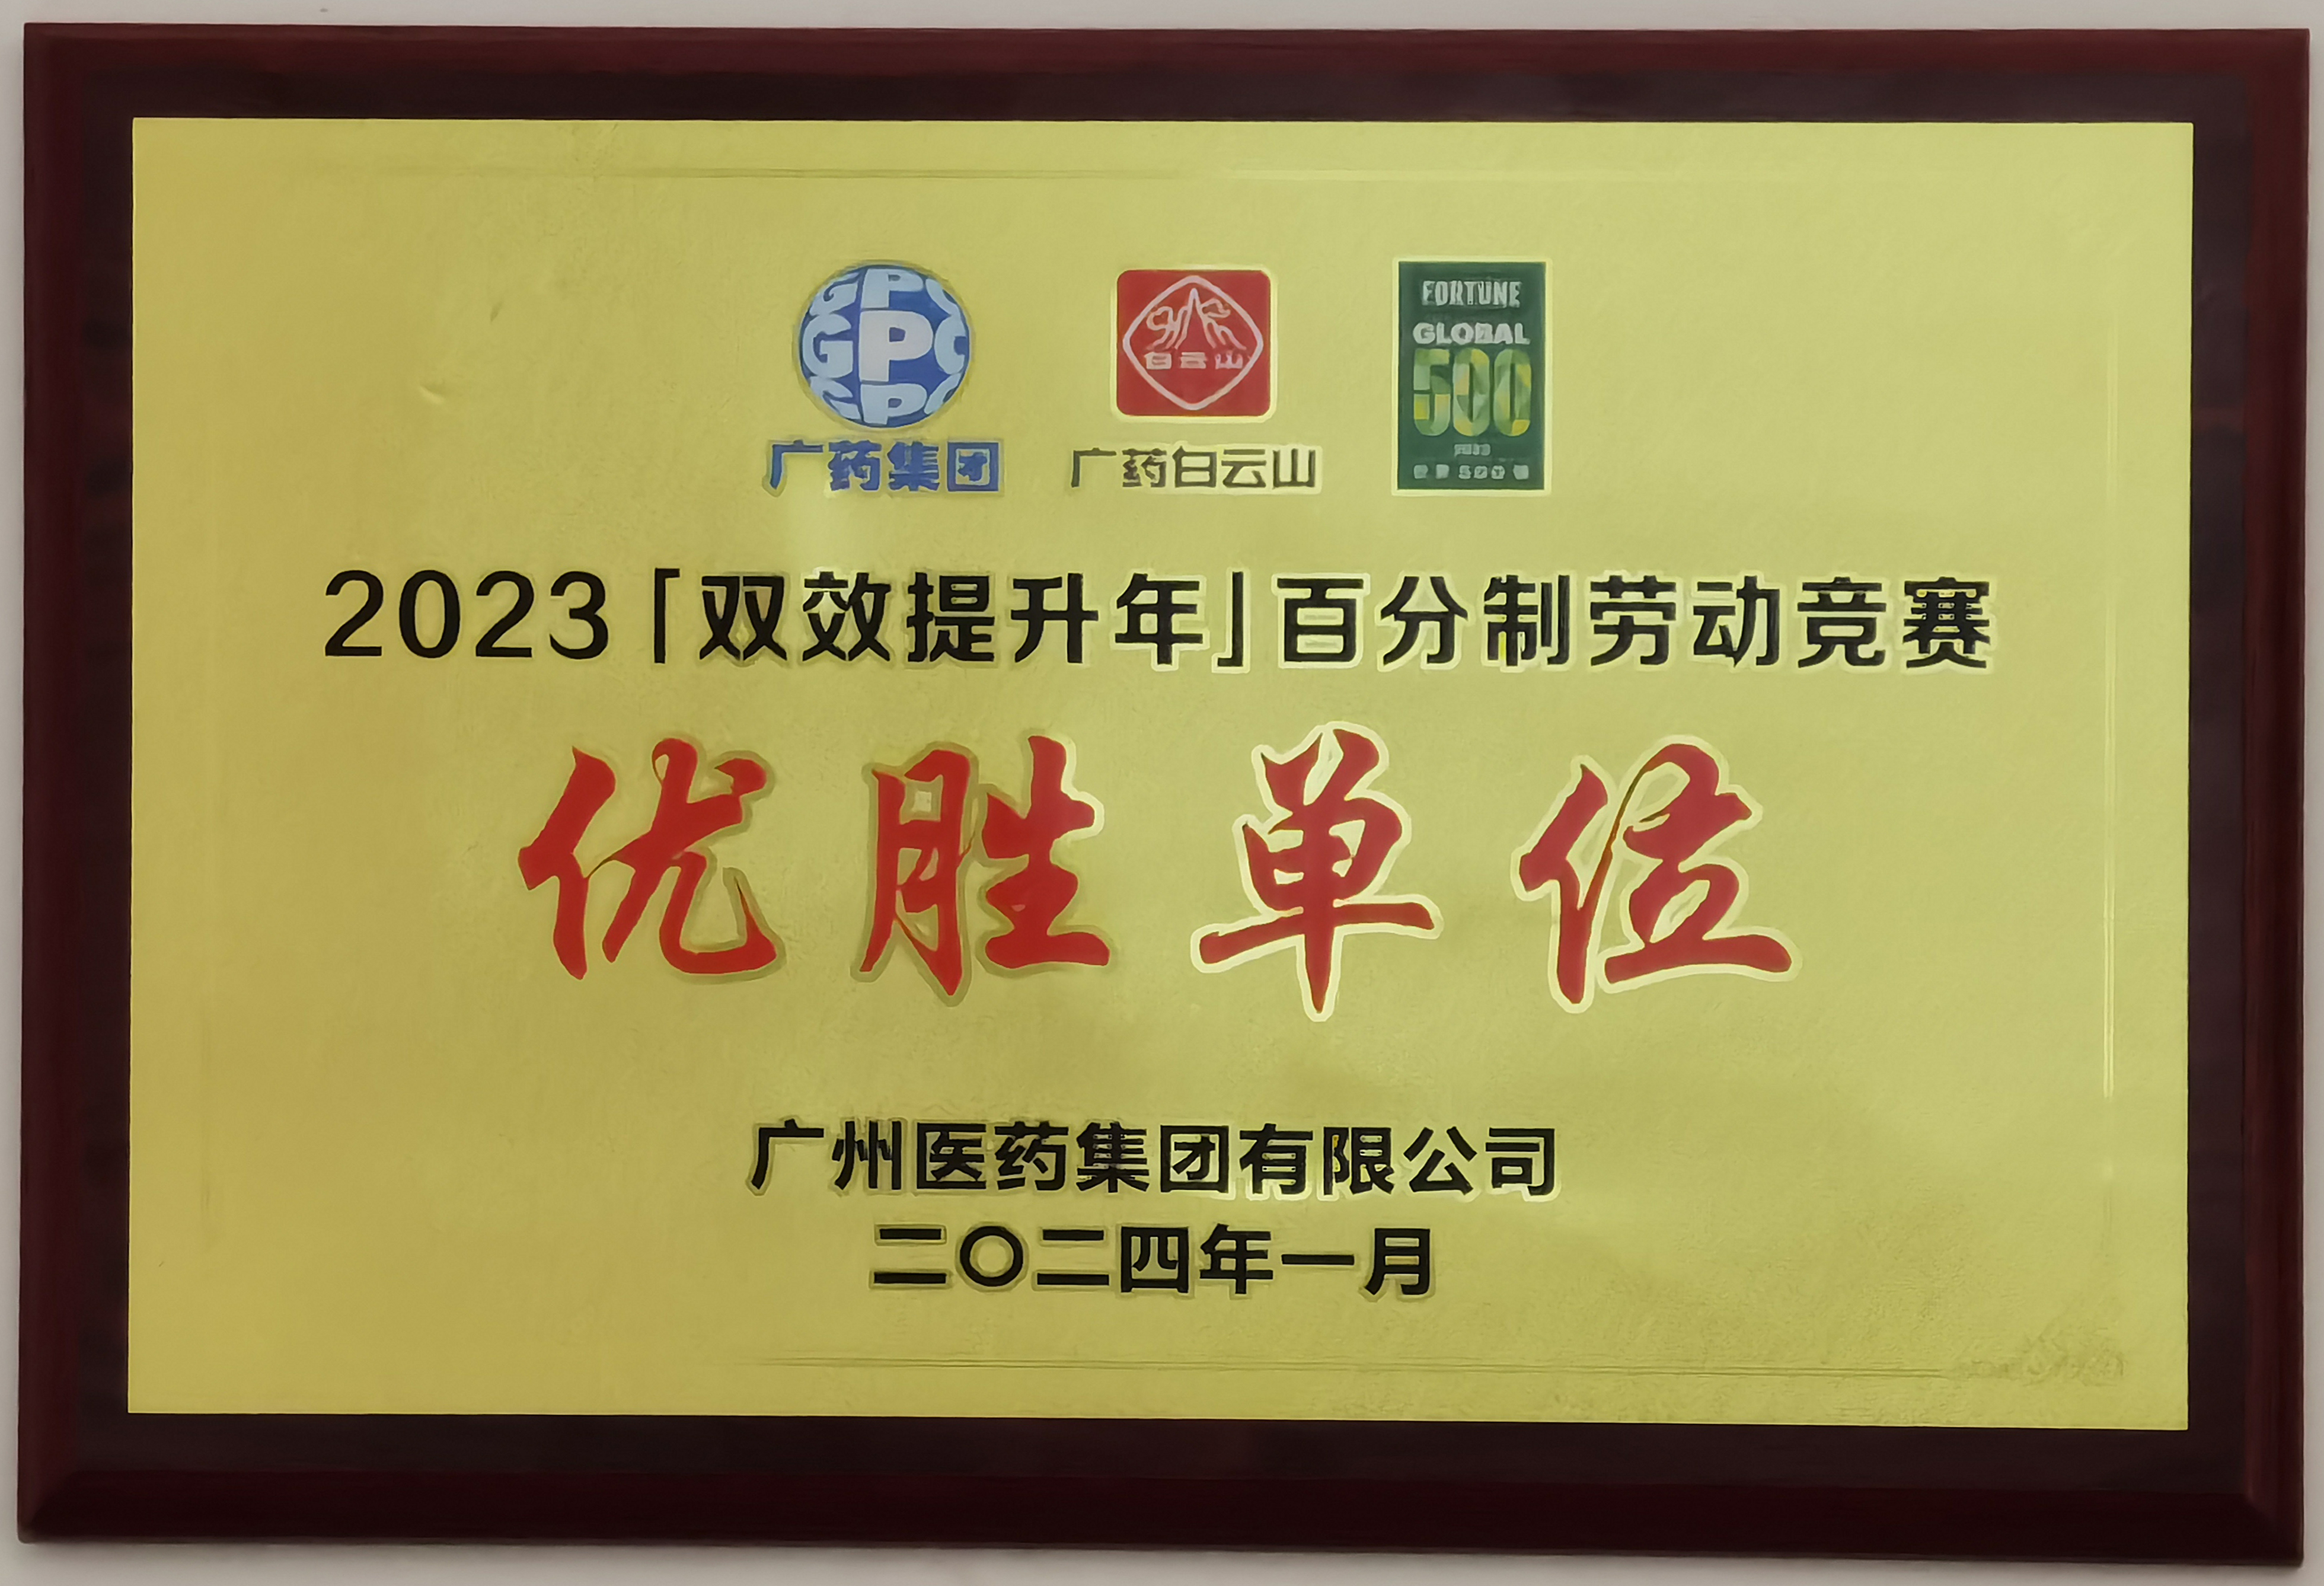 GPC
广药集团
白云山
广药白云山
FORTUNE
GLOBAL
500
2023「双效提升年」百分制劳动竞赛
优胜单位
广州医药集团有限公司
二〇二四年一月